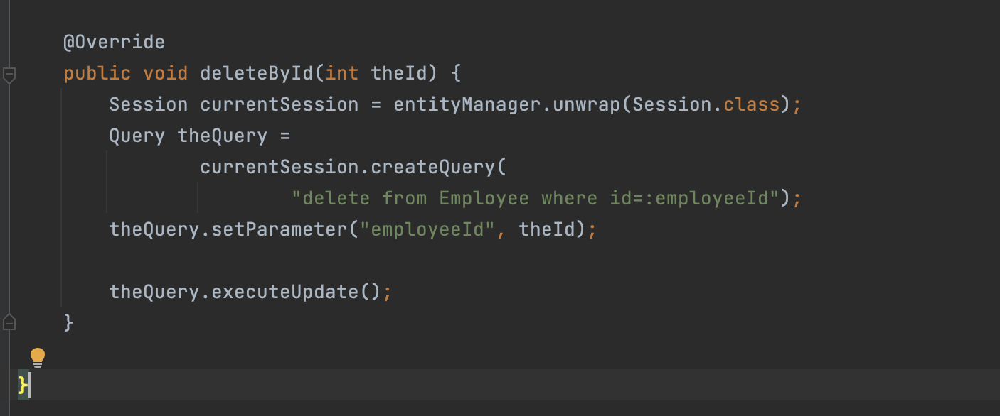 @Override
public void deleteById(int theId) {
Session currentSession = entityManager.unwrap(Session.class);
Query theQuery =
currentSession.createQuery(
"delete from Employee where id=:employeeId");
theQuery.setParameter("employeeId", theId);
theQuery.executeUpdate();
}
}